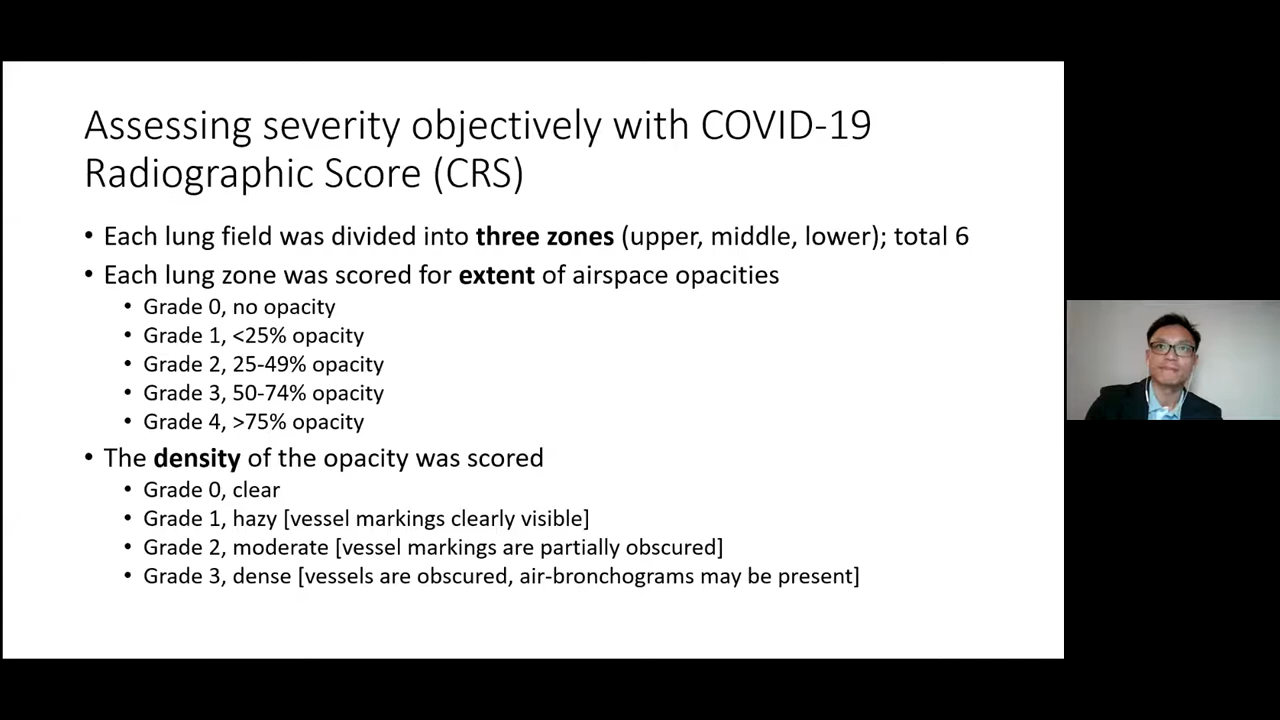 Assessing severity objectively with COVID-19
Radiographic Score (CRS)
• Each lung field was divided into three zones (upper, middle, lower); total 6
• Each lung zone was scored for extent of airspace opacities
• Grade 0, no opacity
• Grade 1, <25% opacity
• Grade 2, 25-49% opacity
• Grade 3, 50-74% opacity
• Grade 4, >75% opacity
• The density of the opacity was scored
• Grade 0, clear
• Grade 1, hazy [vessel markings clearly visible]
• Grade 2, moderate [vessel markings are partially obscured]
• Grade 3, dense [vessels are obscured, air-bronchograms may be present]